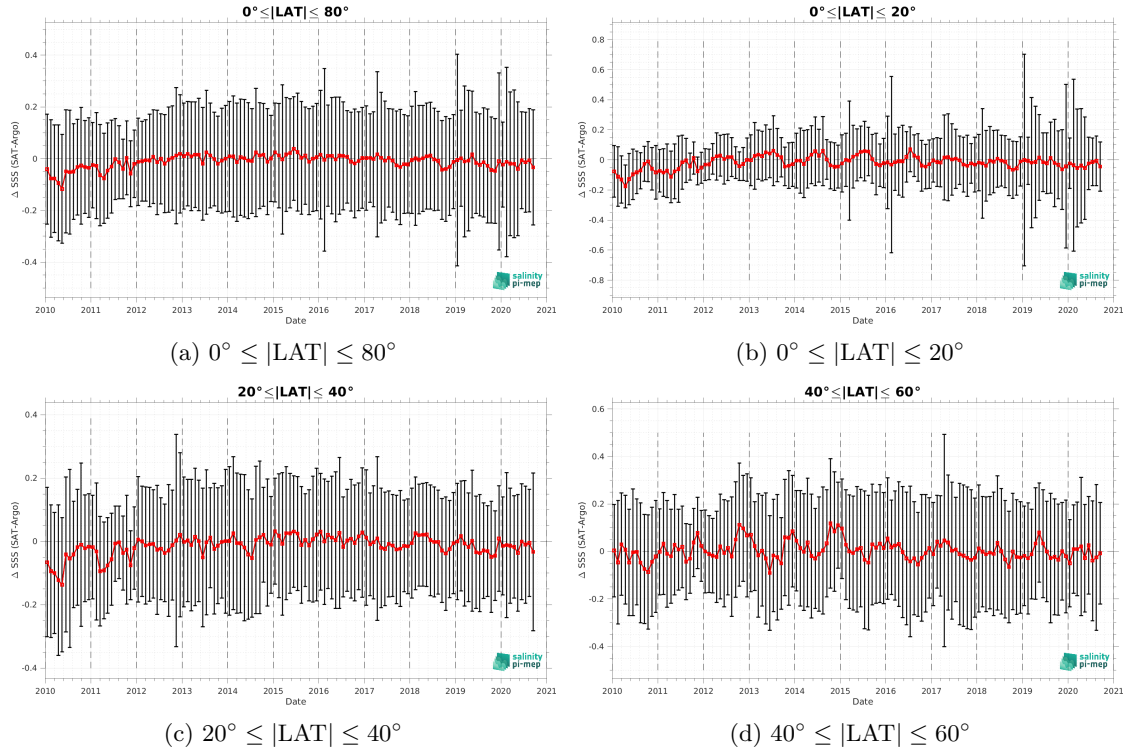 0°≤|LAT|≤ 80°
Δ SSS (SAT-Argo)
0.4
0.2
0
-0.2
-0.4
2010 2011 2012 2013 2014 2015 2016 2017 2018 2019 2020 2021
Date
salinity
pi-mep
(a) 0° ≤ |LAT| ≤ 80°
0°≤|LAT|≤ 20°
Δ SSS (SAT-Argo)
0.8
0.6
0.4
0.2
0
-0.2
-0.4
-0.6
-0.8
2010 2011 2012 2013 2014 2015 2016 2017 2018 2019 2020 2021
Date
salinity
pi-mep
(b) 0° ≤ |LAT| ≤ 20°
20°≤|LAT|≤ 40°
Δ SSS (SAT-Argo)
0.4
0.2
0
-0.2
-0.4
2010 2011 2012 2013 2014 2015 2016 2017 2018 2019 2020 2021
Date
salinity
pi-mep
(c) 20° ≤ |LAT| ≤ 40°
40°≤|LAT|≤ 60°
Δ SSS (SAT-Argo)
0.6
0.4
0.2
0
-0.2
-0.4
2010 2011 2012 2013 2014 2015 2016 2017 2018 2019 2020 2021
Date
salinity
pi-mep
(d) 40° ≤ |LAT| ≤ 60°